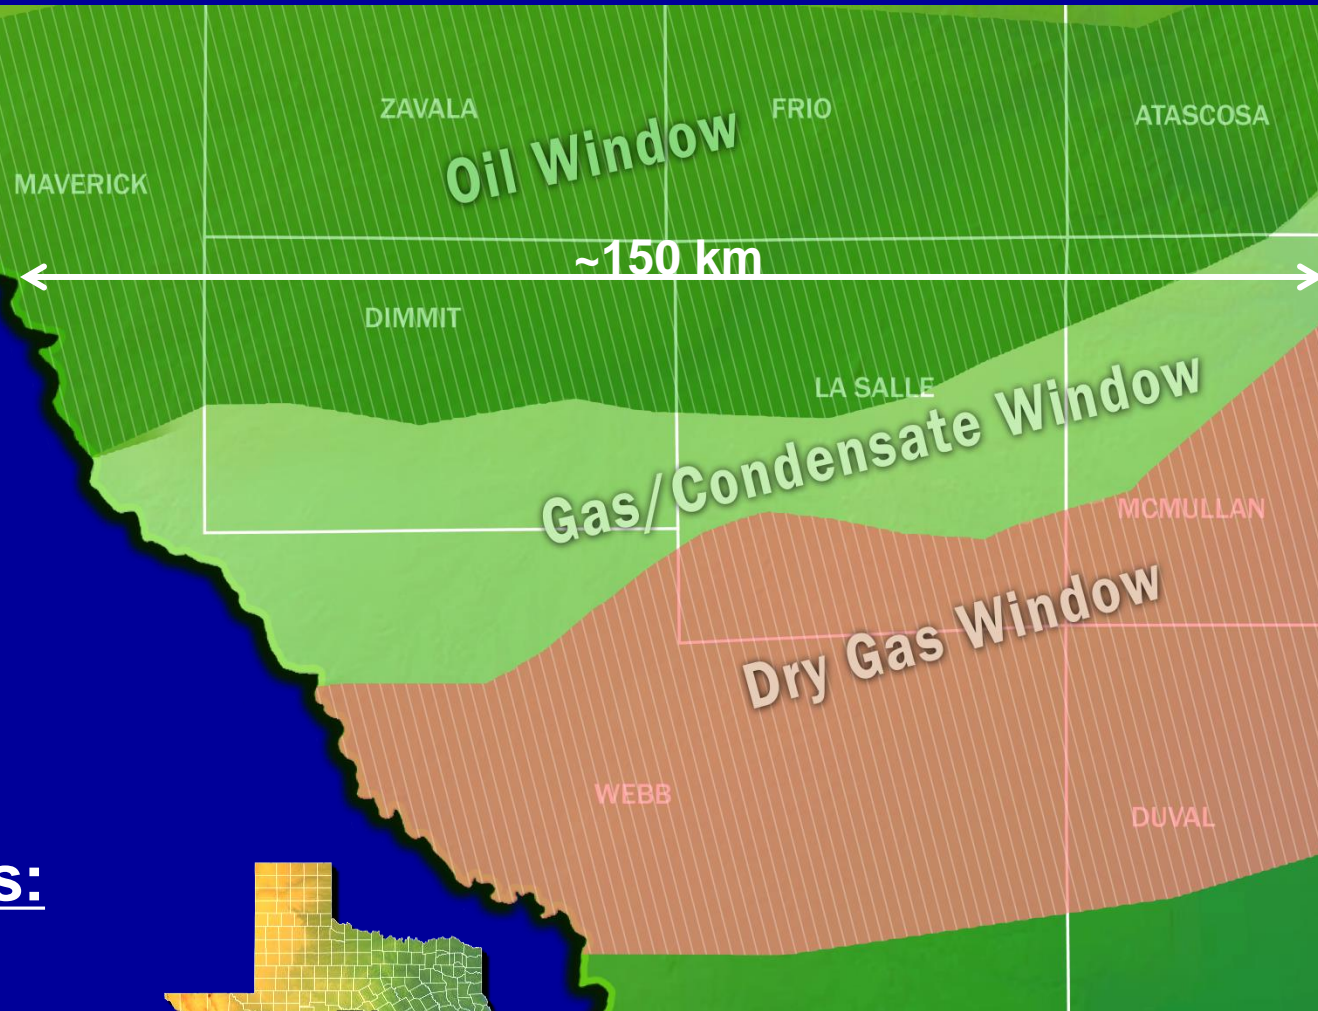 ZAVALA
FRIO
ATASCOSA
Oil Window
MAVERICK
~150 km
DIMMIT
LA SALLE
Gas/Condensate Window
MCMULLAN
Dry Gas Window
WEBB
DUVAL
s: